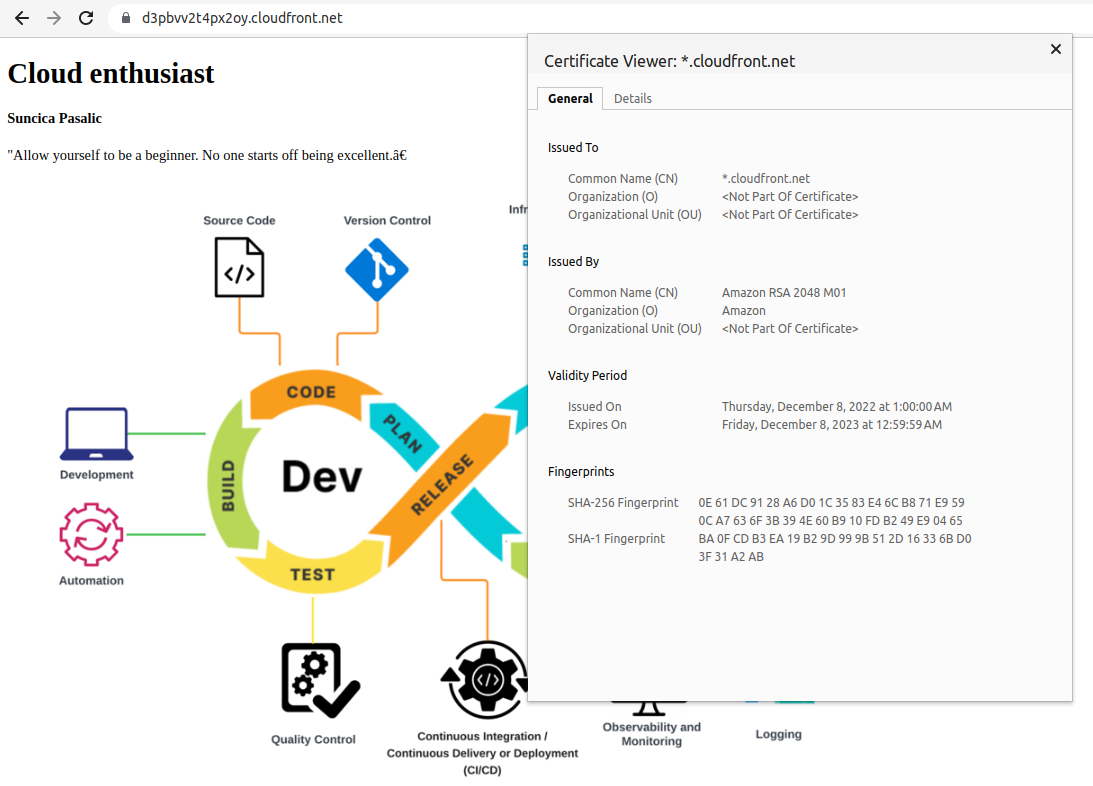 d3pbvv2t4px2oy.cloudfront.net
Cloud enthusiast
Suncica Pasalic
"Allow yourself to be a beginner. No one starts off being excellent.â€
Certificate Viewer: *.cloudfront.net
General Details
Issued To
Common Name (CN) *.cloudfront.net
Organization (O) <Not Part Of Certificate>
Organizational Unit (OU) <Not Part Of Certificate>
Issued By
Common Name (CN) Amazon RSA 2048 M01
Organization (O) Amazon
Organizational Unit (OU) <Not Part Of Certificate>
Validity Period
Issued On Thursday, December 8, 2022 at 1:00:00 AM
Expires On Friday, December 8, 2023 at 12:59:59 AM
Fingerprints
SHA-256 Fingerprint 0E 61 DC 91 28 A6 D0 1C 35 83 E4 6C B8 71 E9 59
0C A7 63 6F 3B 39 4E 60 B9 10 FD B2 49 E9 04 65
SHA-1 Fingerprint BA 0F CD B3 EA 19 B2 9D 99 9B 51 2D 16 33 6B D0
3F 31 A2 AB
Source Code
Version Control
Infr
CODE
PLAN
Development
BUILD
Dev
RELEASE
Automation
TEST
Quality Control
Continuous Integration /
Continuous Delivery or Deployment
(CI/CD)
Observability and
Monitoring
Logging